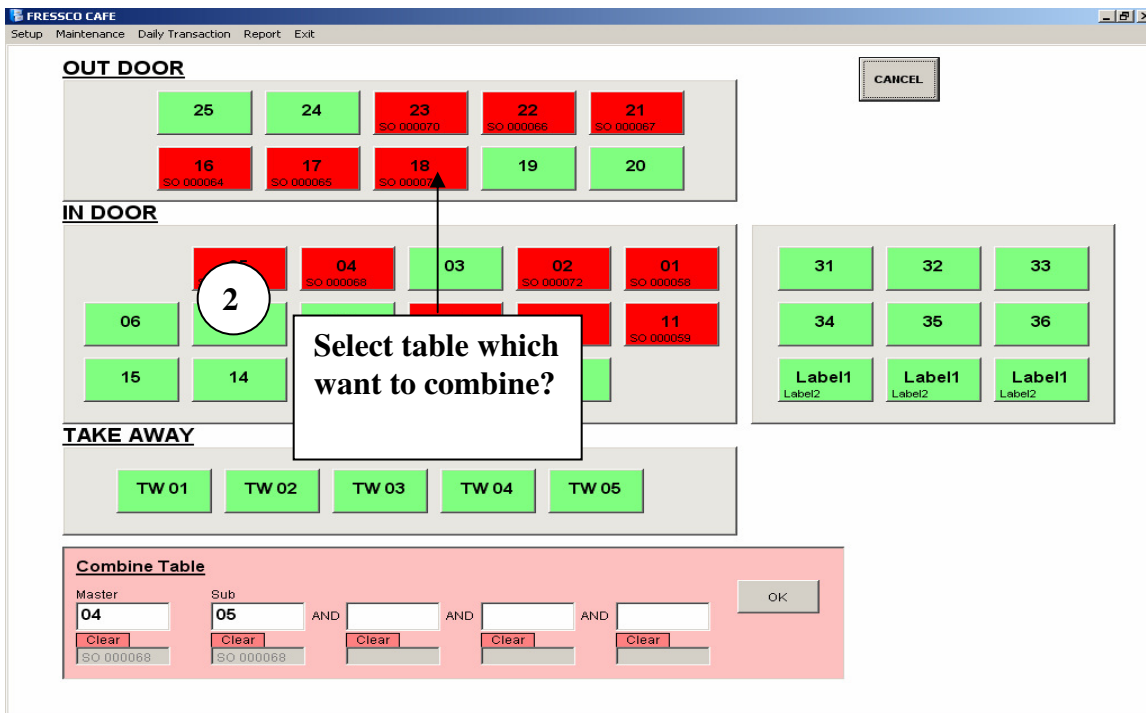 FRESSCO CAFE
Setup Maintenance Daily Transaction Report Exit
OUT DOOR
CANCEL
25 24 23 22 21
SO 000070 SO 000066 SO 000067
16 17 18 19 20
SO 000064 SO 000065
IN DOOR
04 03 02 01 31 32 33
SO 000068 SO 000072 SO 000058
2
06 11 34 35 36
SO 000059
Select table which
want to combine?
15 14 Label1 Label1 Label1
Label2 Label2 Label2
TAKE AWAY
TW 01 TW 02 TW 03 TW 04 TW 05
Combine Table
Master Sub
04 05 AND AND AND
OK
Clear Clear Clear Clear Clear
SO 000068 SO 000068